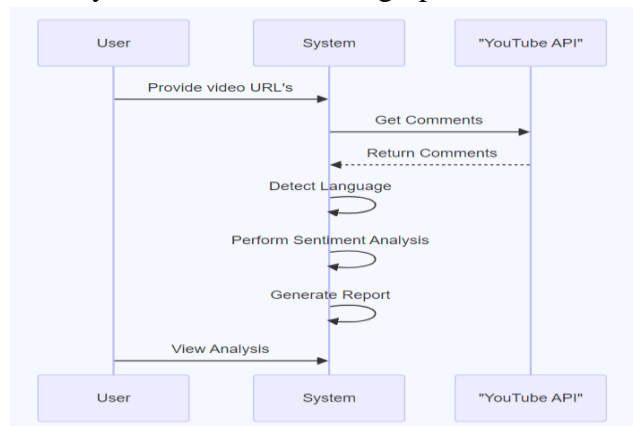 User System "YouTube API"
Provide video URL's
Get Comments
Return Comments
Detect Language
Perform Sentiment Analysis
Generate Report
View Analysis
User System "YouTube API"